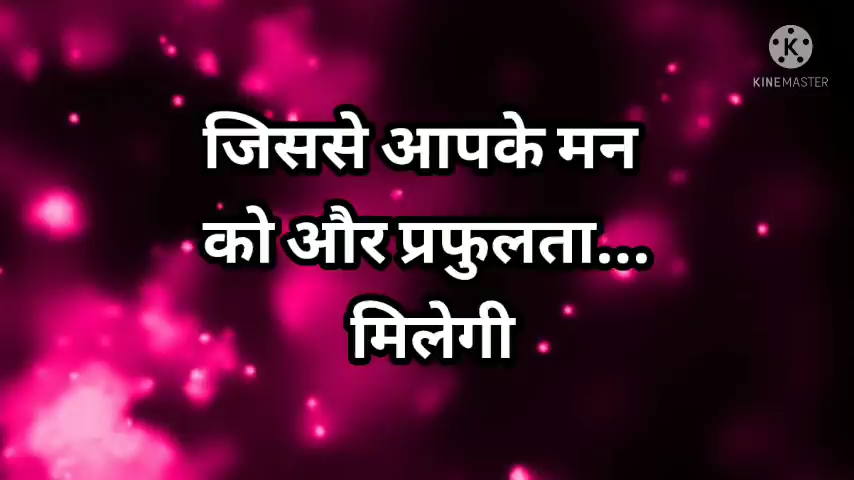 K
KINEMASTER
जिससे आपके मन
को और प्रफुलता...
मिलेगी